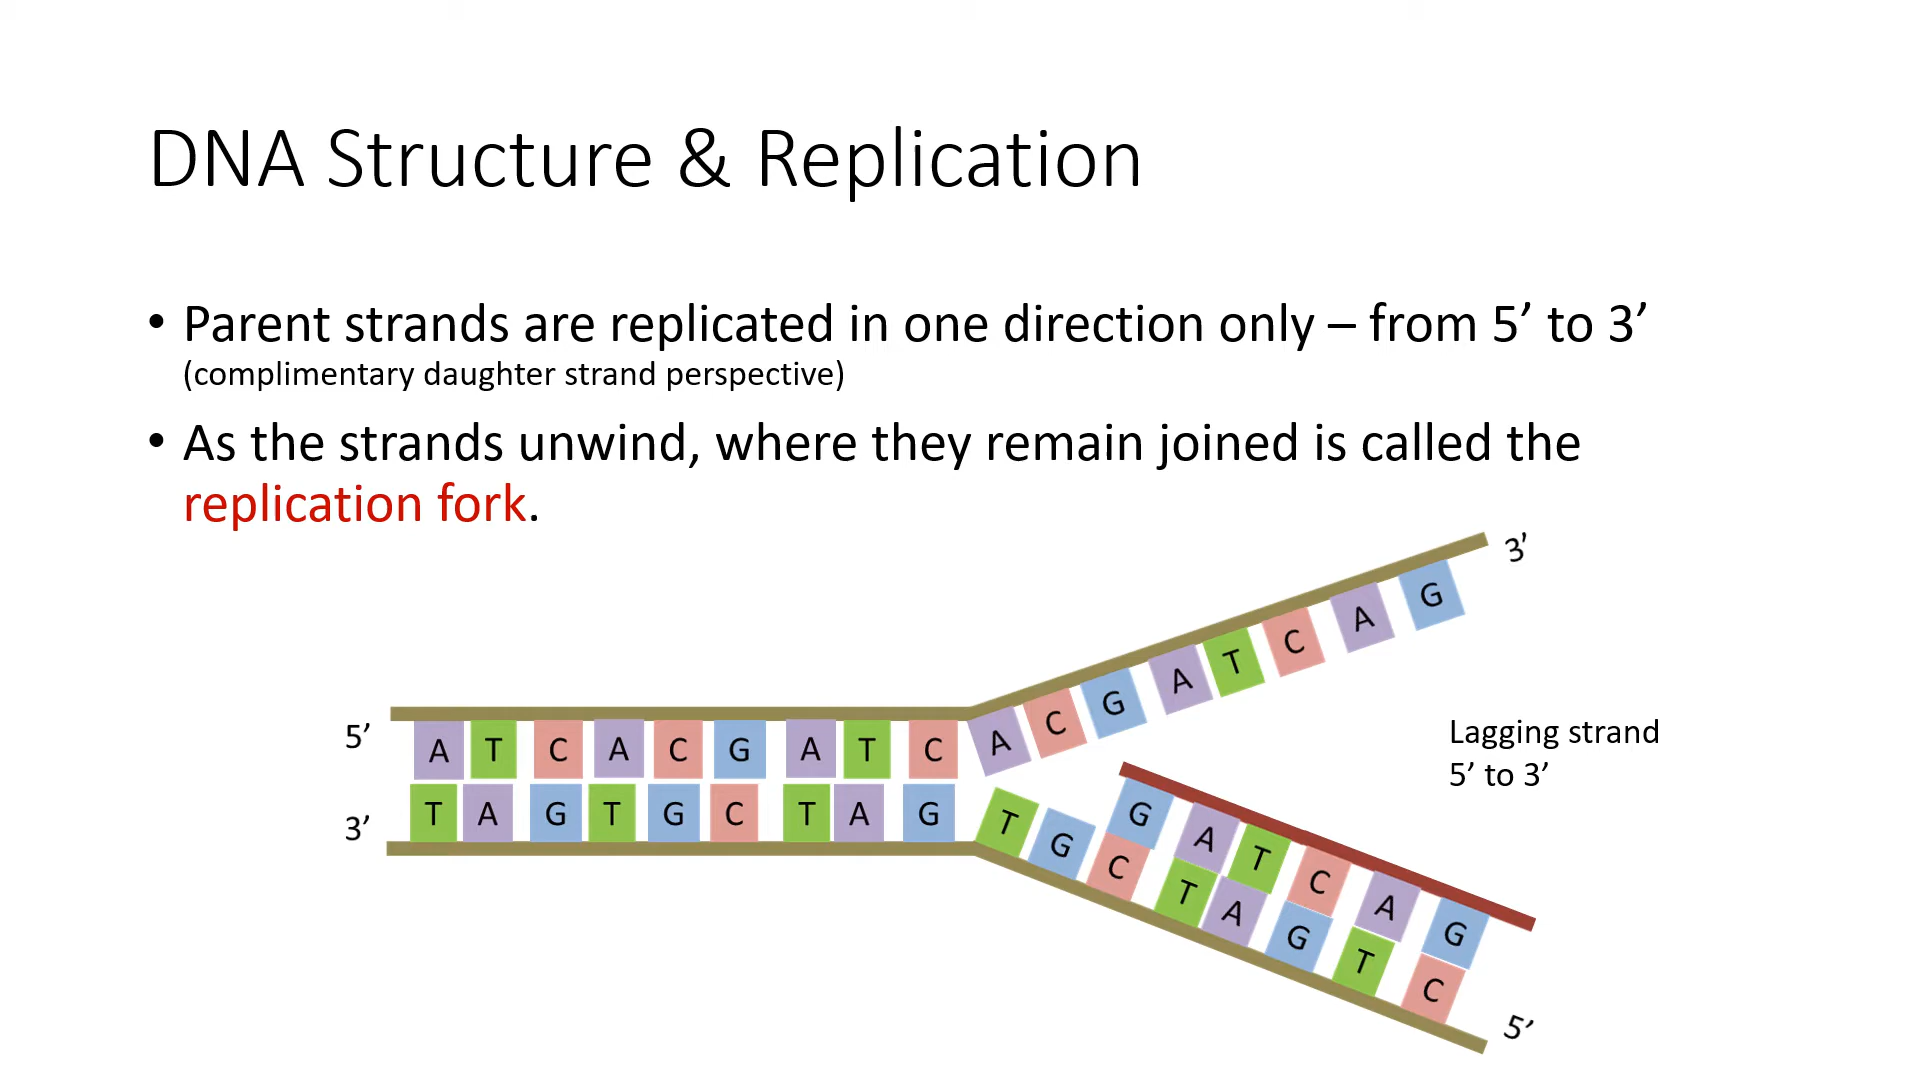 DNA Structure & Replication
• Parent strands are replicated in one direction only – from 5’ to 3’
(complimentary daughter strand perspective)
• As the strands unwind, where they remain joined is called the
replication fork.
3’
A C G A T C A G
5’ A T C A C G A T C
3’ T A G T G C T A G
Lagging strand
5’ to 3’
G A T C A G
T G C T A G T C
5’